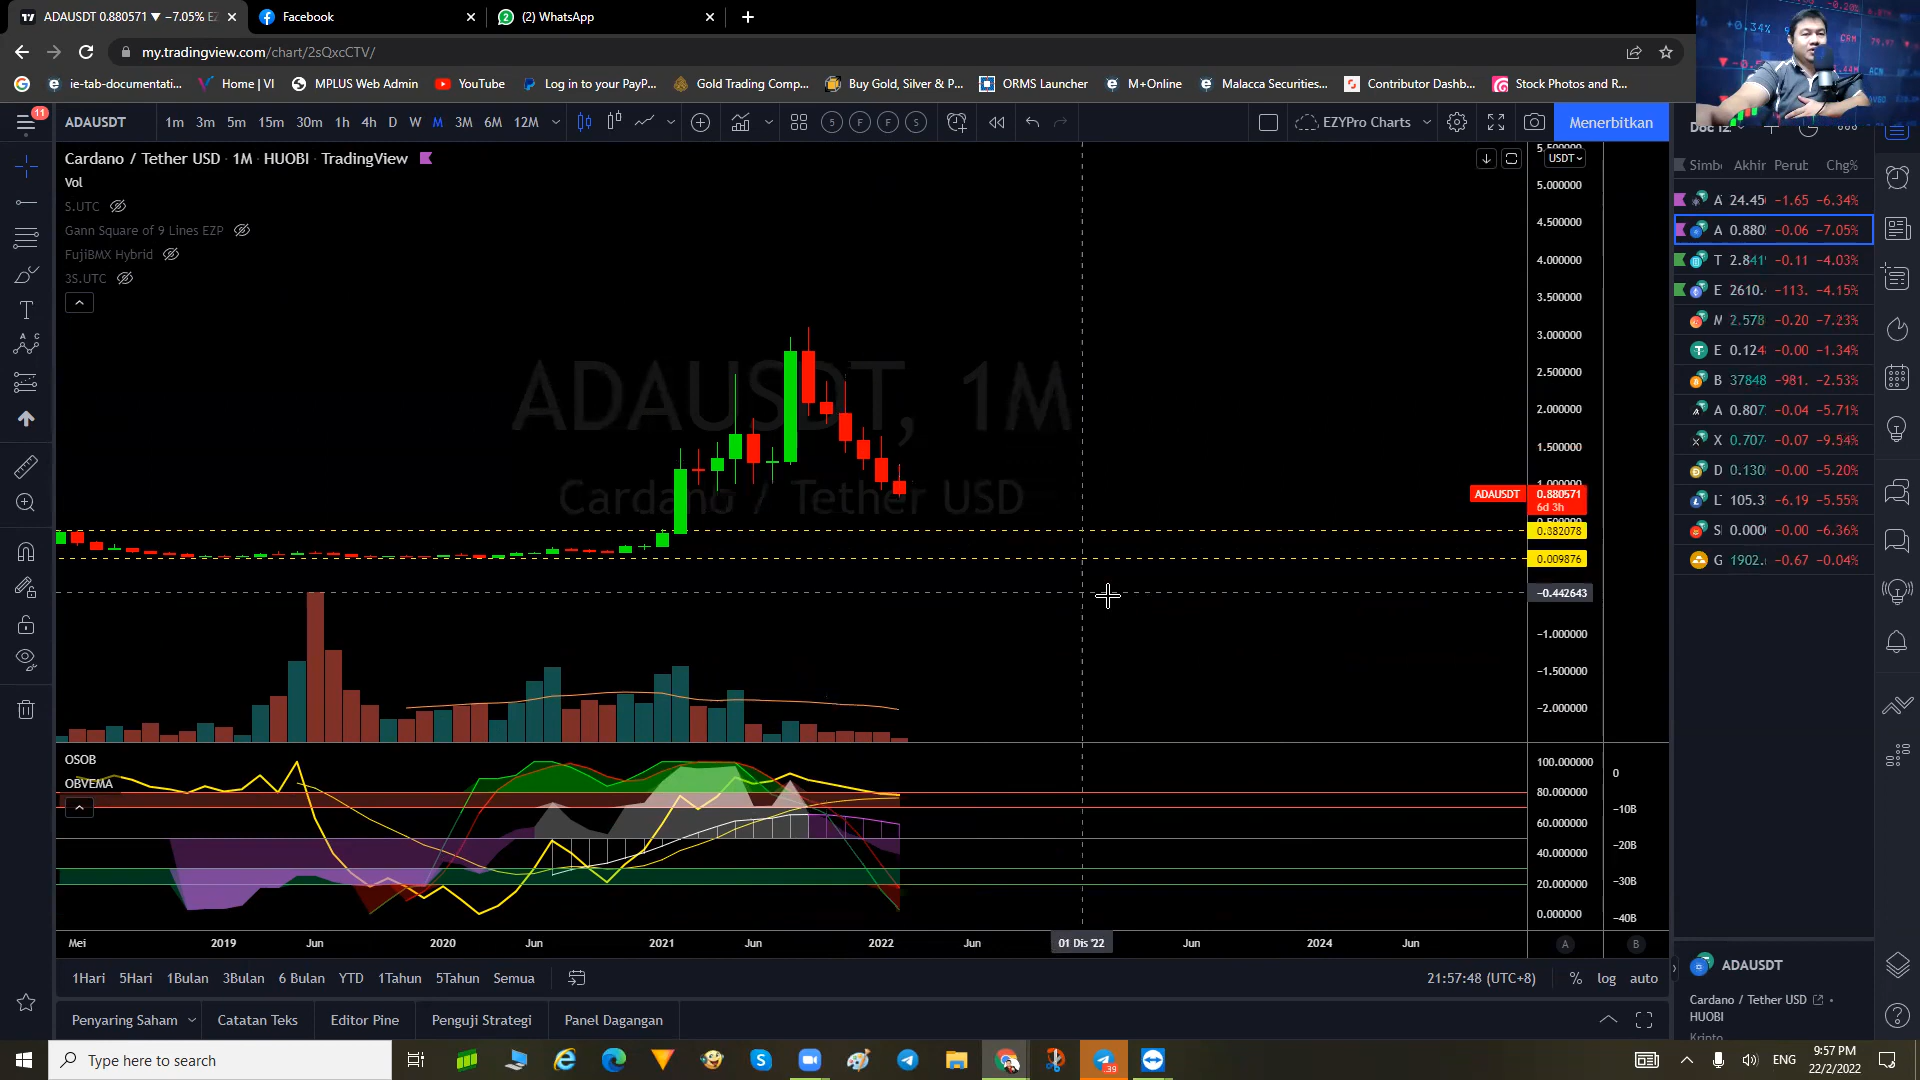 ADAUSDT 0.880571 ▼ −7.05% EZ
Facebook
(2) WhatsApp
my.tradingview.com/chart/2sQxcCTV/
ie-tab-documentati...
Home | VI
MPLUS Web Admin
YouTube
Log in to your PayP...
Gold Trading Comp...
Buy Gold, Silver & P...
ORMS Launcher
M+Online
Malacca Securities...
Contributor Dashb...
Stock Photos and R...
11
ADAUSDT
1m 3m 5m 15m 30m 1h 4h D W M 3M 6M 12M
5 F F S
EZYPro Charts
Menerbitkan
Cardano / Tether USD · 1M · HUOBI · TradingView
USDT
Vol
S.UTC
Gann Square of 9 Lines EZP
FujiBMX Hybrid
3S.UTC
ADAUSDT, 1M
Cardano / Tether USD
5.500000
5.000000
4.500000
4.000000
3.500000
3.000000
2.500000
2.000000
1.500000
1.000000
ADAUSDT 0.880571
6d 3h
0.500000
0.382078
0.009876
−0.442643
−1.000000
−1.500000
−2.000000
OSOB
OBVEMA
100.000000
80.000000
60.000000
40.000000
20.000000
0.000000
0
−10B
−20B
−30B
−40B
Mei 2019 Jun 2020 Jun 2021 Jun 2022 Jun 01 Dis '22 Jun 2024 Jun
A B
1Hari 5Hari 1Bulan 3Bulan 6 Bulan YTD 1Tahun 5Tahun Semua
21:57:48 (UTC+8) % log auto
Penyaring Saham
Catatan Teks
Editor Pine
Penguji Strategi
Panel Dagangan
Simb Akhir Perub Chg%
A 24.45 −1.65 −6.34%
A 0.880 −0.06 −7.05%
T 2.841 −0.11 −4.03%
E 2610. −113. −4.15%
M 2.578 −0.20 −7.23%
E 0.124 −0.00 −1.34%
B 37848 −981. −2.53%
A 0.807 −0.04 −5.71%
X 0.707 −0.07 −9.54%
D 0.130 −0.00 −5.20%
L 105.3 −6.19 −5.55%
S 0.000 −0.00 −6.36%
G 1902. −0.67 −0.04%
ADAUSDT
Cardano / Tether USD
HUOBI
Kripto
Type here to search
39
ENG
9:57 PM
22/2/2022